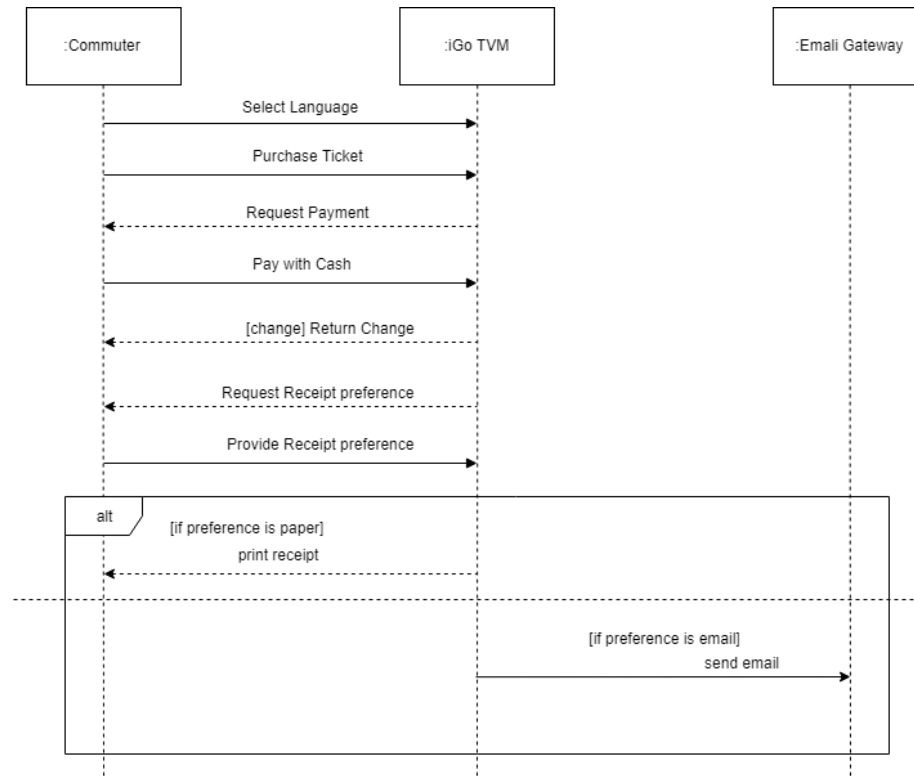 :Commuter
:iGo TVM
:Emali Gateway
Select Language
Purchase Ticket
Request Payment
Pay with Cash
[change] Return Change
Request Receipt preference
Provide Receipt preference
alt
[if preference is paper]
print receipt
[if preference is email]
send email